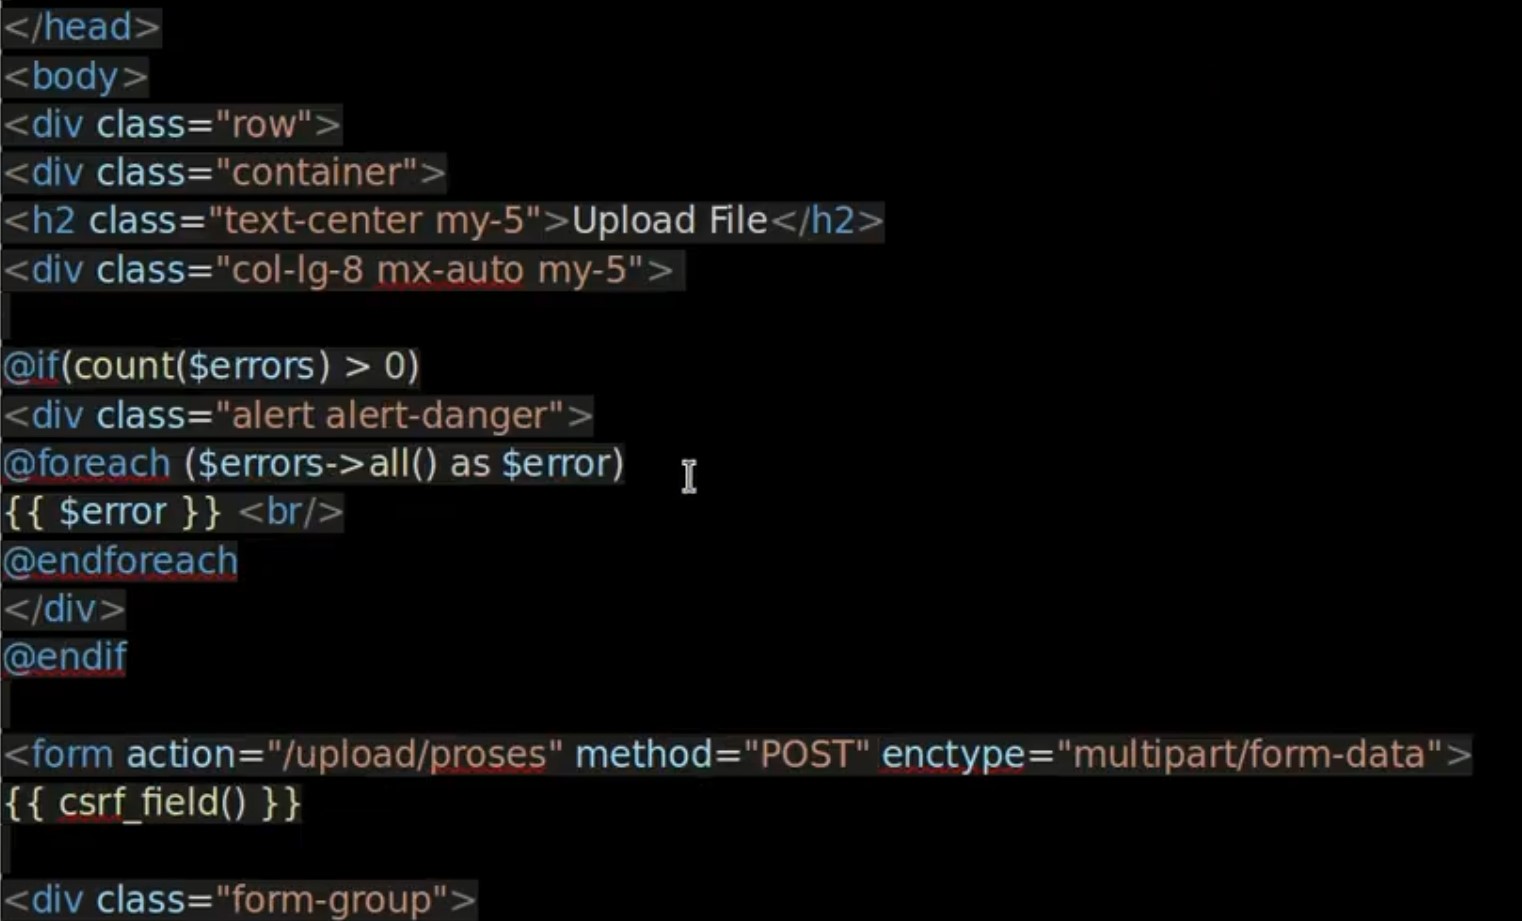 </head>
<body>
<div class="row">
<div class="container">
<h2 class="text-center my-5">Upload File</h2>
<div class="col-lg-8 mx-auto my-5">
@if(count($errors) > 0)
<div class="alert alert-danger">
@foreach ($errors->all() as $error)
{{ $error }} <br/>
@endforeach
</div>
@endif
<form action="/upload/proses" method="POST" enctype="multipart/form-data">
{{ csrf_field() }}
<div class="form-group">